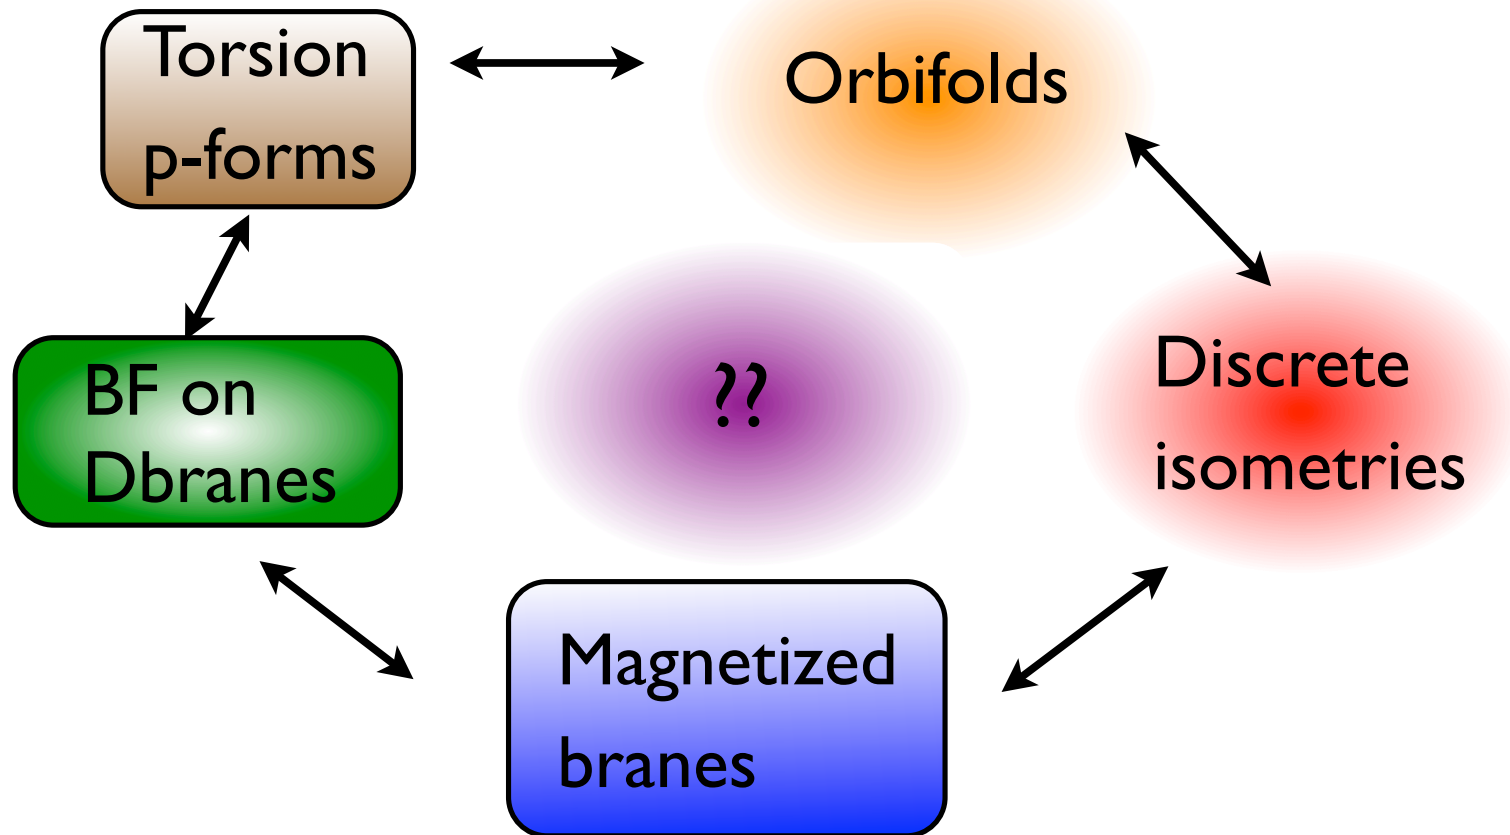 Torsion
p-forms
Orbifolds
BF on
Dbranes
??
Discrete
isometries
Magnetized
branes